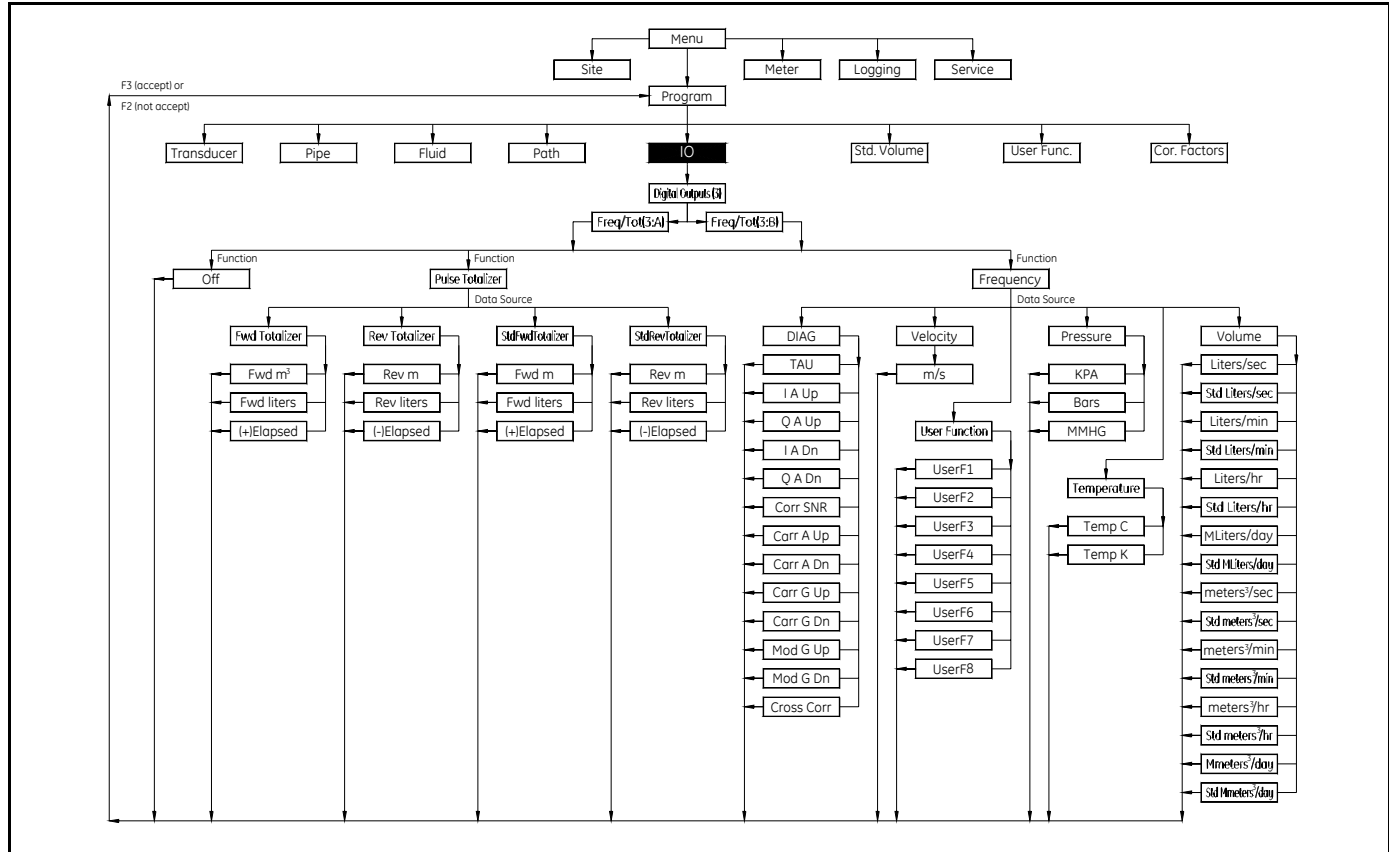 Menu
Site
Meter
Logging
Service
F3 (accept) or
F2 (not accept)
Program
Transducer
Pipe
Fluid
Path
IO
Std. Volume
User Func.
Cor. Factors
Digital Outputs (3)
Freq/Tot(3:A)
Freq/Tot(3:B)
Function
Function
Function
Off
Pulse Totalizer
Frequency
Data Source
Data Source
Fwd Totalizer
Fwd m³
Fwd liters
(+)Elapsed
Rev Totalizer
Rev m
Rev liters
(-)Elapsed
StdFwdTotalizer
Fwd m
Fwd liters
(+)Elapsed
StdRevTotalizer
Rev m
Rev liters
(-)Elapsed
DIAG
TAU
I A Up
Q A Up
I A Dn
Q A Dn
Corr SNR
Carr A Up
Carr A Dn
Carr G Up
Carr G Dn
Mod G Up
Mod G Dn
Cross Corr
Velocity
m/s
User Function
UserF1
UserF2
UserF3
UserF4
UserF5
UserF6
UserF7
UserF8
Pressure
KPA
Bars
MMHG
Temperature
Temp C
Temp K
Volume
Liters/sec
Std Liters/sec
Liters/min
Std Liters/min
Liters/hr
Std Liters/hr
MLiters/day
Std MLiters/day
meters³/sec
Std meters³/sec
meters³/min
Std meters³/min
meters³/hr
Std meters³/hr
Mmeters³/day
Std Mmeters³/day